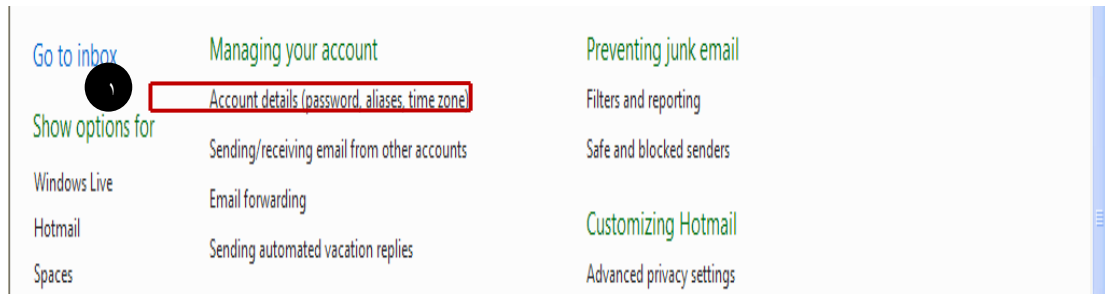 Go to inbox
١
Show options for
Windows Live
Hotmail
Spaces
Managing your account
Account details (password, aliases, time zone)
Sending/receiving email from other accounts
Email forwarding
Sending automated vacation replies
Preventing junk email
Filters and reporting
Safe and blocked senders
Customizing Hotmail
Advanced privacy settings